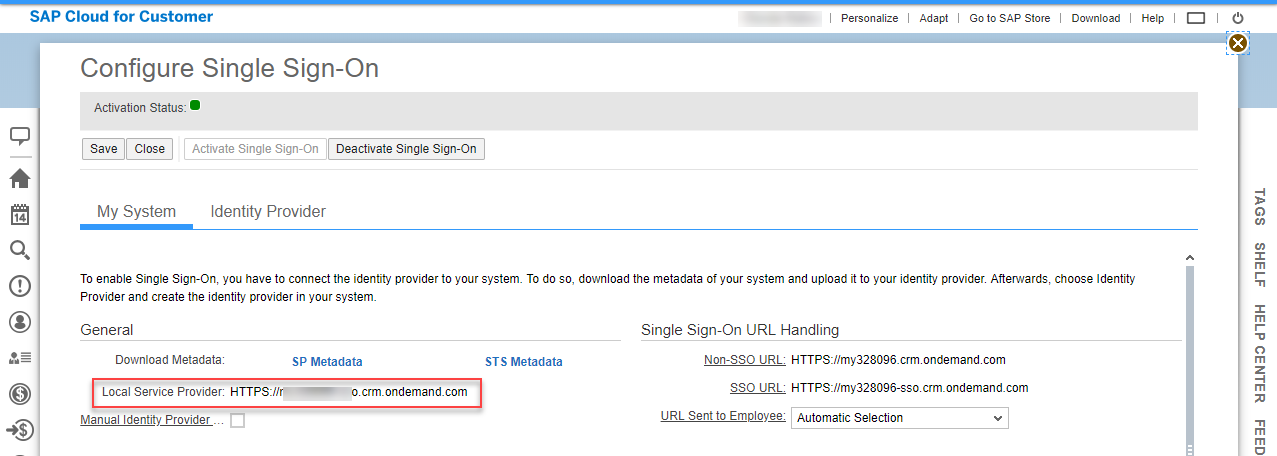 SAP Cloud for Customer
Personalize | Adapt | Go to SAP Store | Download | Help
Configure Single Sign-On
Activation Status:
Save Close Activate Single Sign-On Deactivate Single Sign-On
14
My System Identity Provider
To enable Single Sign-On, you have to connect the identity provider to your system. To do so, download the metadata of your system and upload it to your identity provider. Afterwards, choose Identity
Provider and create the identity provider in your system.
General
Download Metadata: SP Metadata STS Metadata
Local Service Provider: HTTPS:// o.crm.ondemand.com
Manual Identity Provider ...
Single Sign-On URL Handling
Non-SSO URL: HTTPS://my328096.crm.ondemand.com
SSO URL: HTTPS://my328096-sso.crm.ondemand.com
URL Sent to Employee: Automatic Selection
TAGS
SHELF
HELP CENTER
FEED